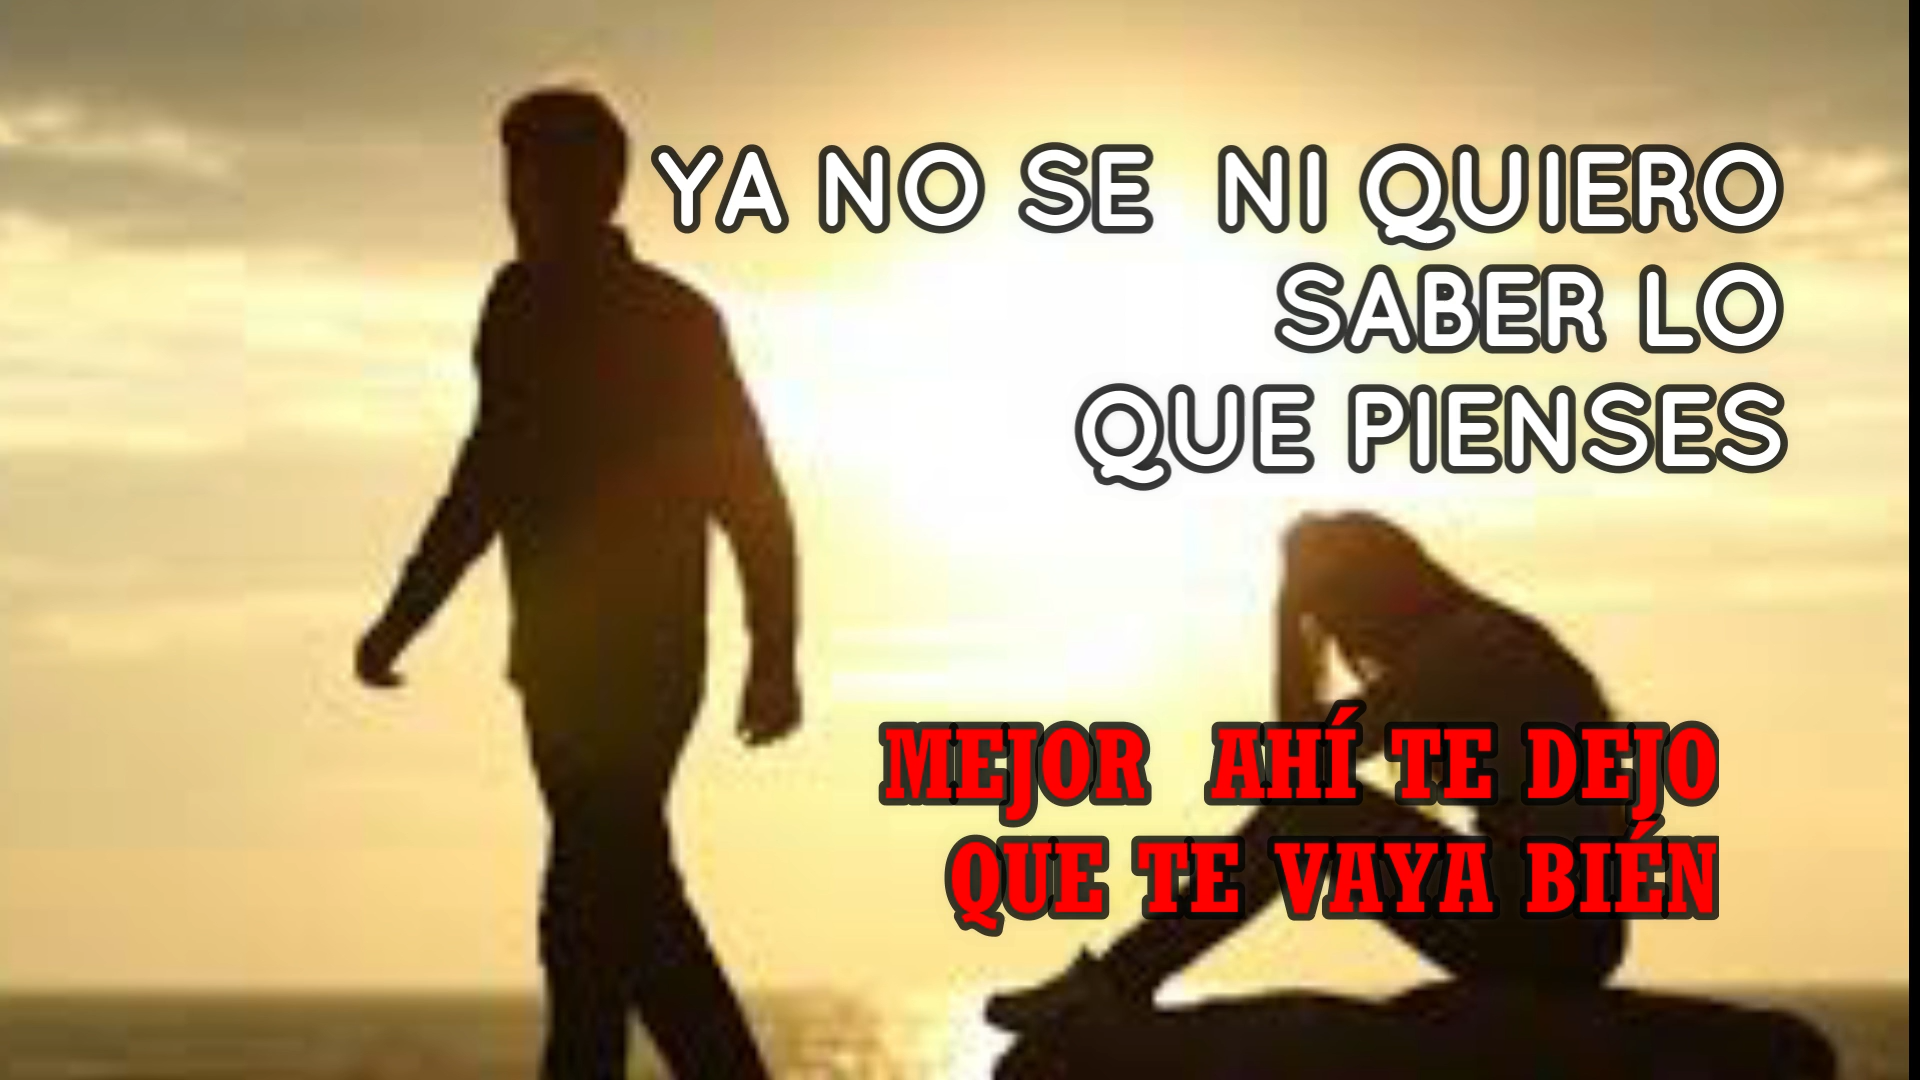 YA NO SE NI QUIERO
SABER LO
QUE PIENSES
MEJOR AHÍ TE DEJO
QUE TE VAYA BIÉN